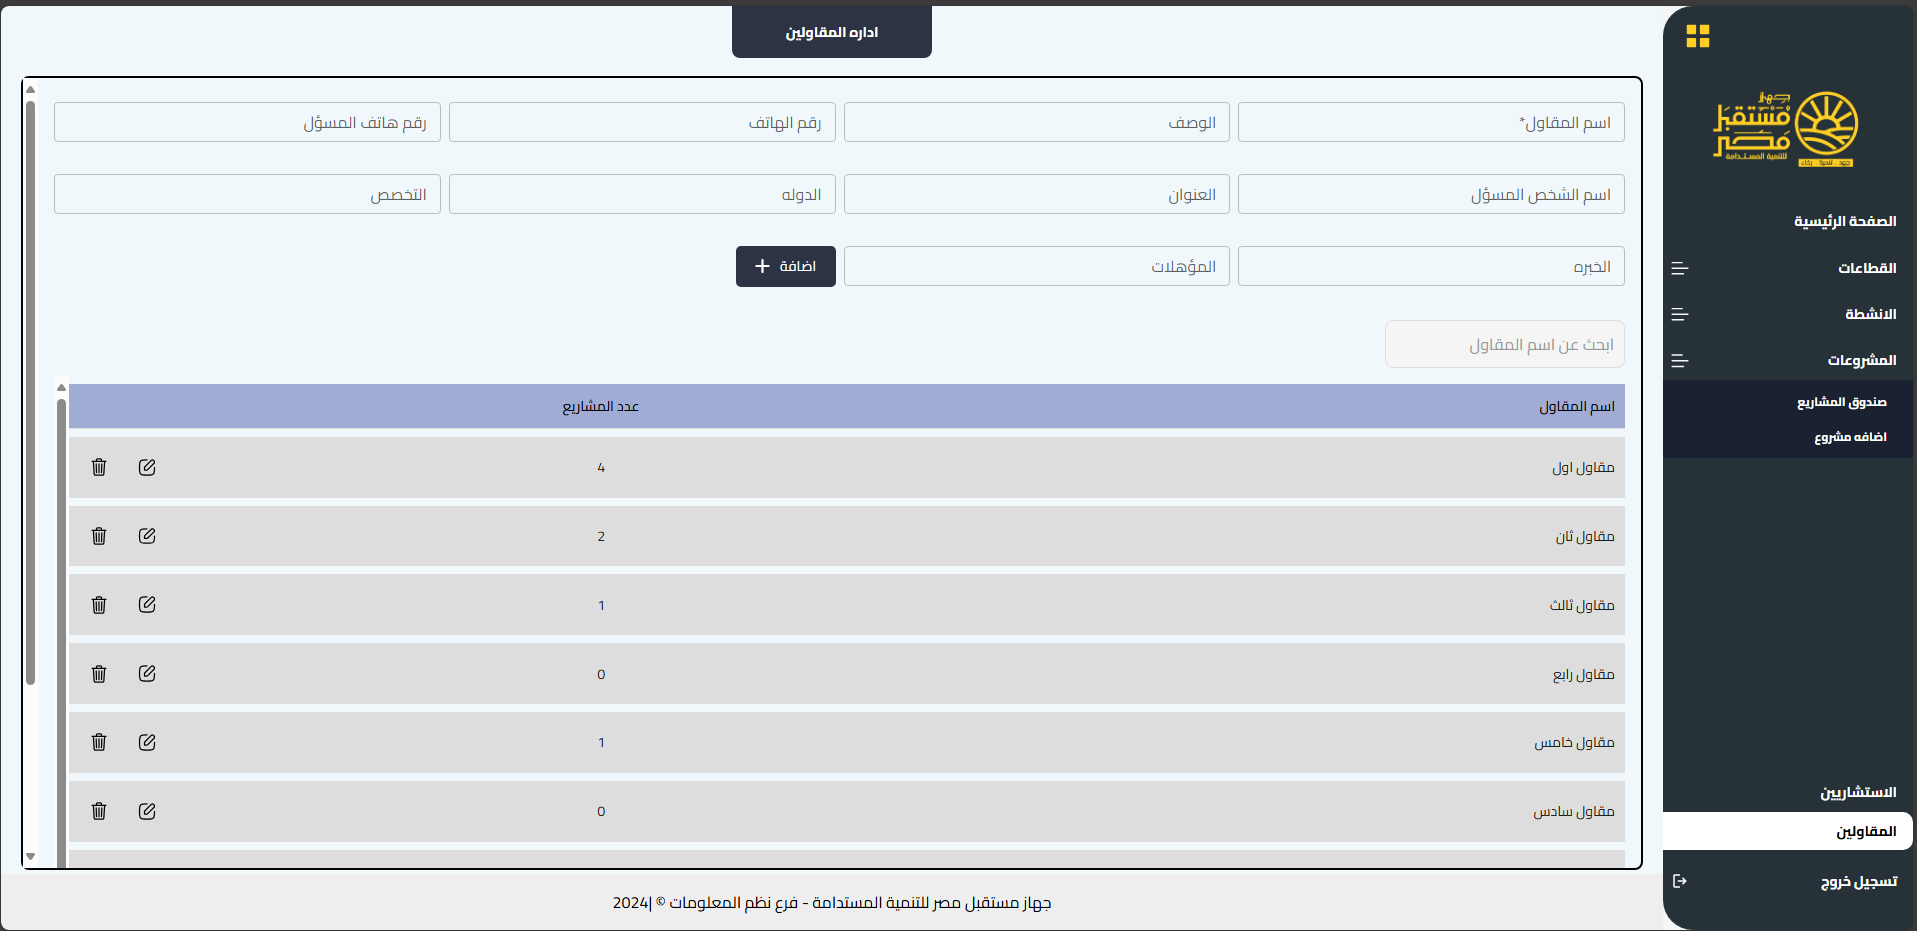 اداره المقاولين
جهاز
مستقبل
مصر
للتنمية المستدامة
جهد . تنمية . رخاء
الصفحة الرئيسية
القطاعات
الانشطة
المشروعات
صندوق المشاريع
اضافه مشروع
الاستشاريين
المقاولين
تسجيل خروج
اسم المقاول* الوصف رقم الهاتف رقم هاتف المسؤل
اسم الشخص المسؤل العنوان الدوله التخصص
الخبره المؤهلات اضافة +
ابحث عن اسم المقاول
اسم المقاول عدد المشاريع
مقاول اول 4
مقاول ثان 2
مقاول ثالث 1
مقاول رابع 0
مقاول خامس 1
مقاول سادس 0
جهاز مستقبل مصر للتنمية المستدامة - فرع نظم المعلومات © |2024